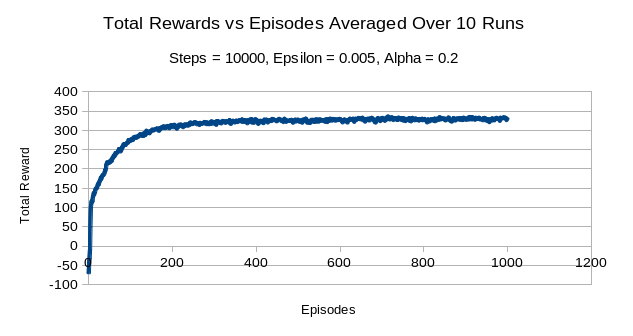 Total Rewards vs Episodes Averaged Over 10 Runs
Steps = 10000, Epsilon = 0.005, Alpha = 0.2
400
350
300
250
200
150
100
50
0
-50
-100
0 200 400 600 800 1000 1200
Total Reward
Episodes